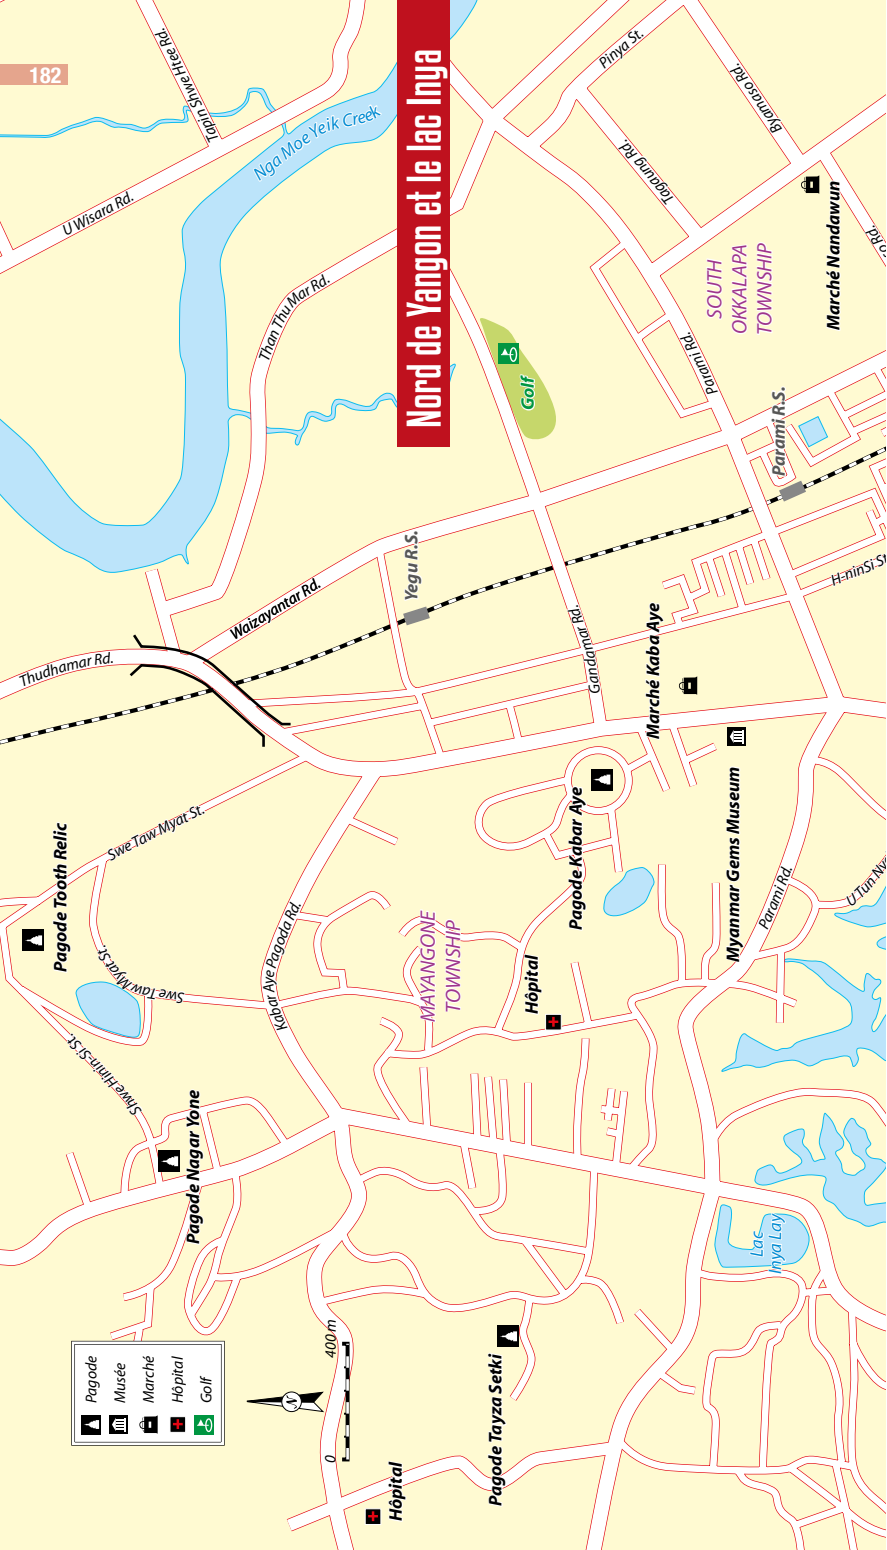 182
Nord de Yangon et le lac Inya
Tapin Shwe Htee Rd.
U Wisara Rd.
Nga Moe Yeik Creek
Than Thu Mar Rd.
Pinya St.
Byamaso Rd.
Tagaung Rd.
Marché Nandawun
SOUTH
OKKALAPA
TOWNSHIP
Parami Rd.
Golf
Parami R.S.
Yegu R.S.
Waizayantar Rd.
Thudhamar Rd.
Gandamar Rd.
H-ninSi St
Marché Kaba Aye
Myanmar Gems Museum
Pagode Kabar Aye
Pagode Tooth Relic
Swe Taw Myat St.
Swe Taw Myat St.
Kabar Aye Pagoda Rd.
MAYANGONE
TOWNSHIP
Hôpital
Parami Rd.
U Tun Nya
Shwe Hinin-Si St.
Pagode Nagar Yone
Lac
Inya Lay
Pagode Tayza Setki
Hôpital
Pagode
Musée
Marché
Hôpital
Golf
N
0
400 m